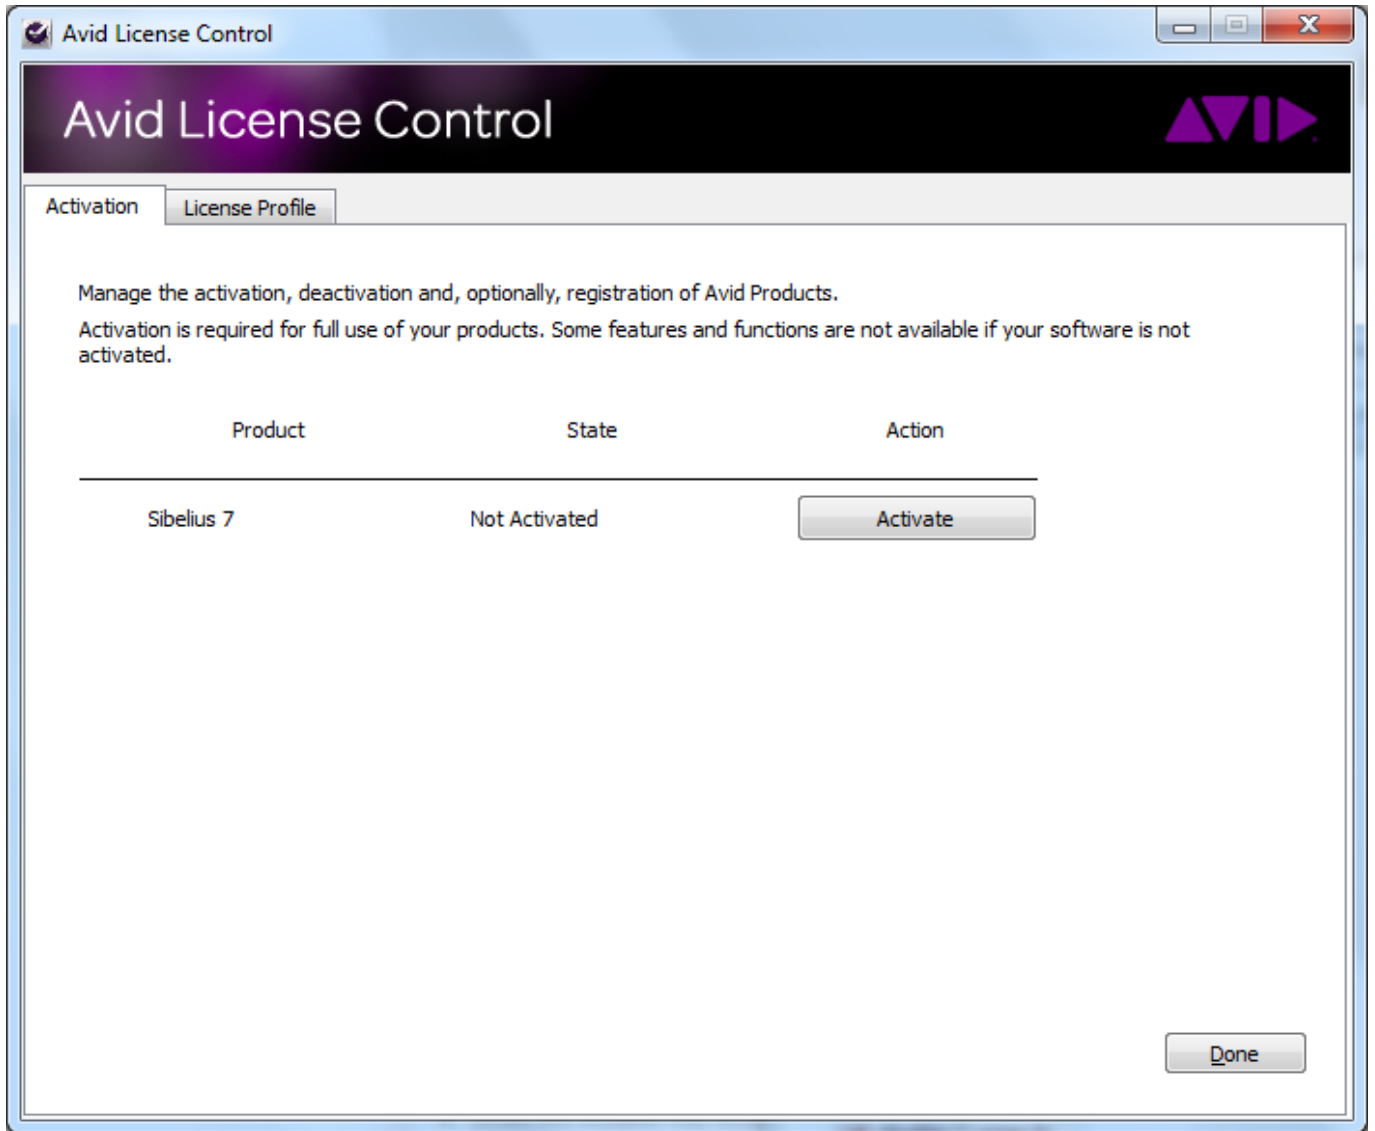 Avid License Control
Avid License Control
AVID
Activation
License Profile
Manage the activation, deactivation and, optionally, registration of Avid Products.
Activation is required for full use of your products. Some features and functions are not available if your software is not
activated.
Product State Action
Sibelius 7 Not Activated Activate
Done